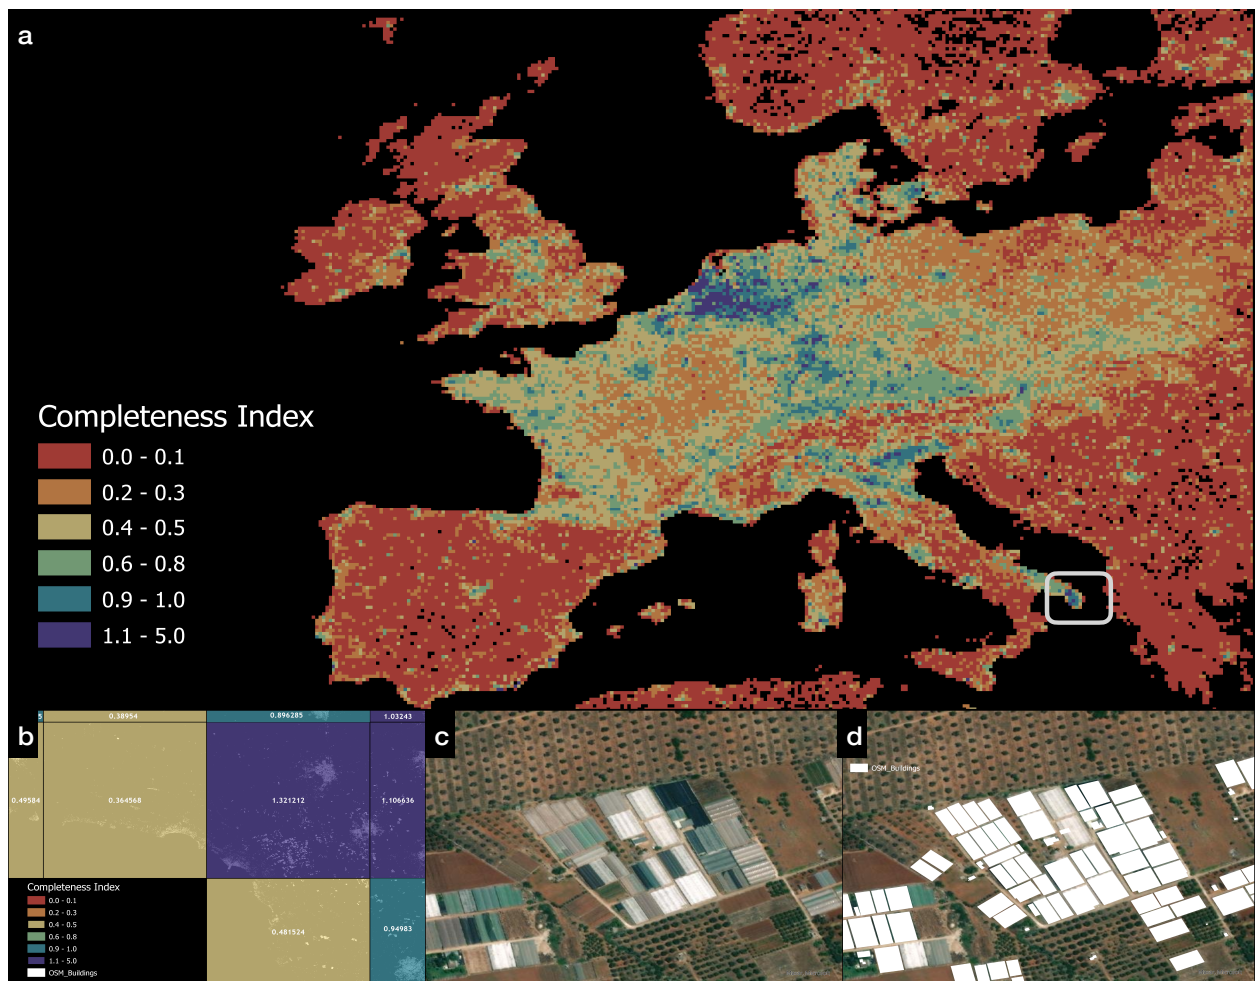 a
Completeness Index
0.0 - 0.1
0.2 - 0.3
0.4 - 0.5
0.6 - 0.8
0.9 - 1.0
1.1 - 5.0
b
5
0.38954
0.896285
1.03243
0.49584
0.364568
1.321212
1.106636
0.481524
0.94983
Completeness Index
0.0 - 0.1
0.2 - 0.3
0.4 - 0.5
0.6 - 0.8
0.9 - 1.0
1.1 - 5.0
OSM_Buildings
c
d
OSM_Buildings